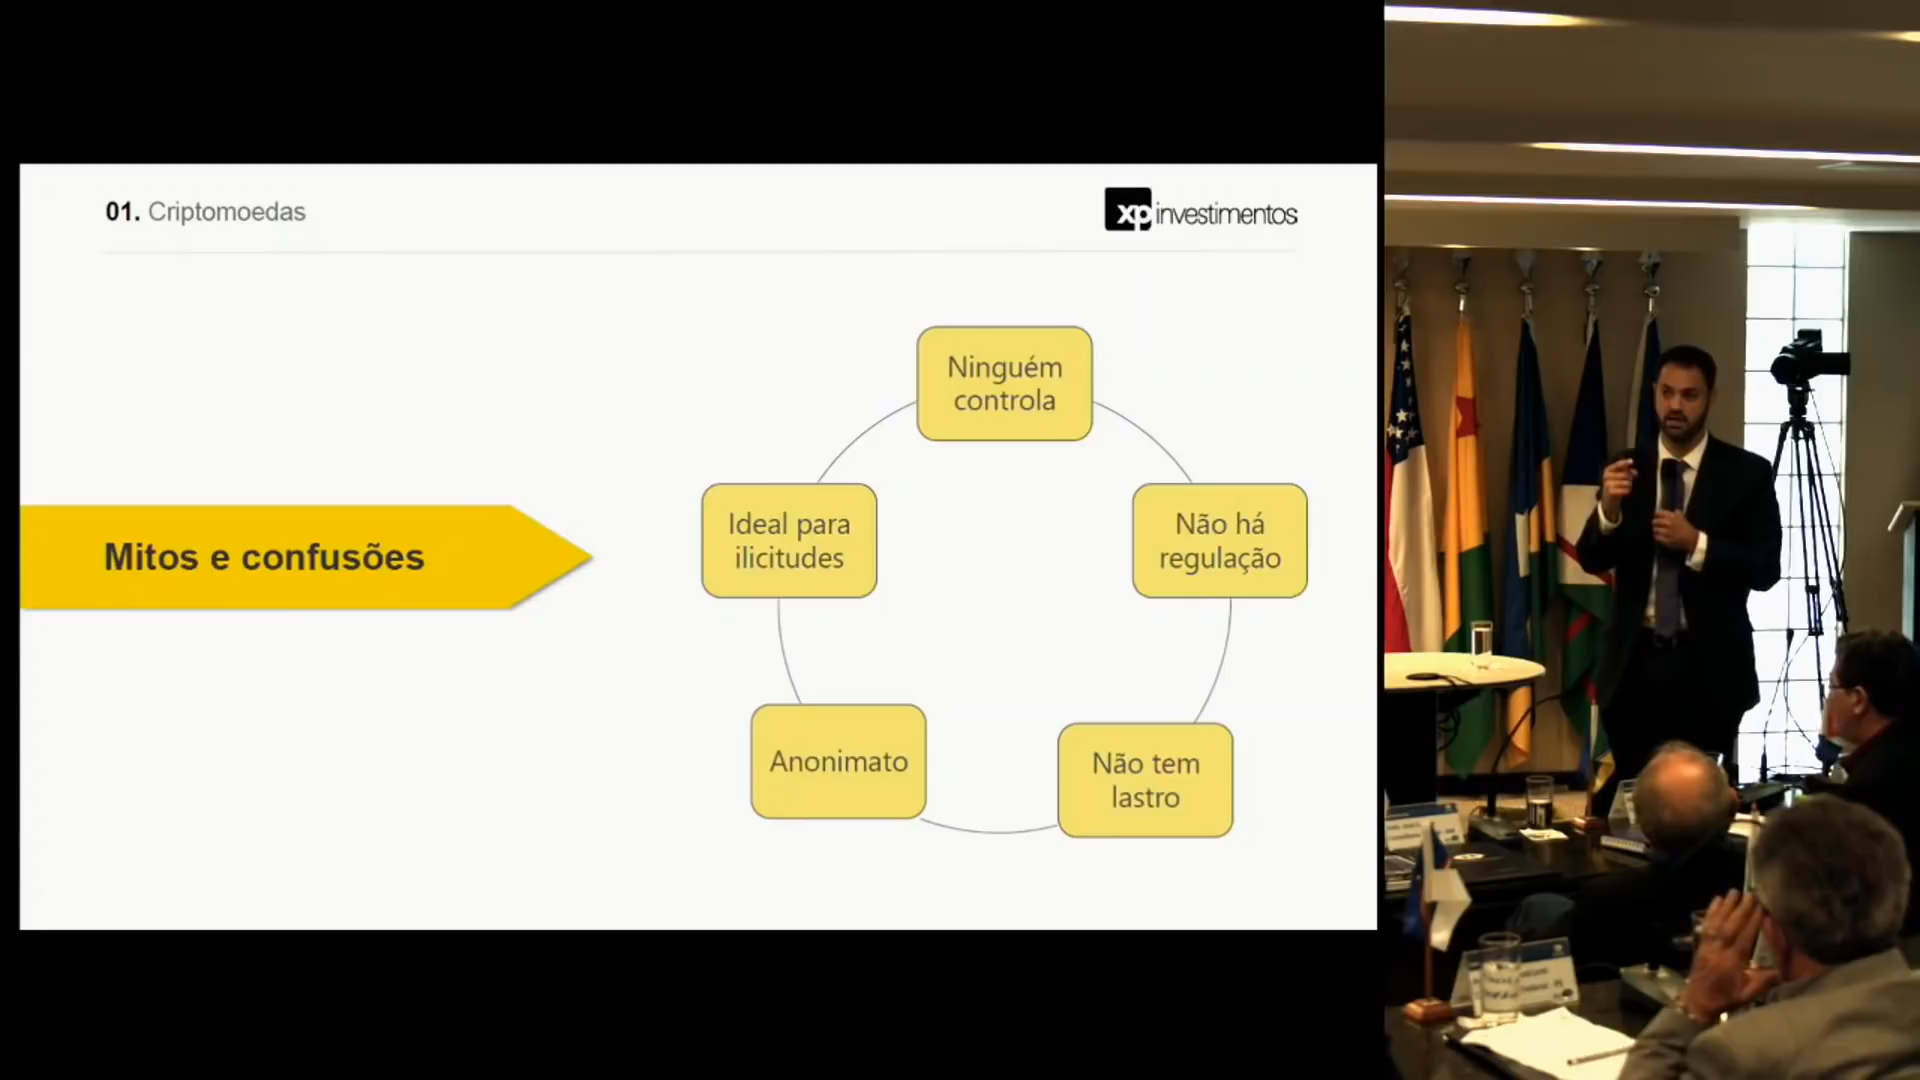 01. Criptomoedas
xp investimentos
Ninguém
controla
Ideal para
ilicitudes
Não há
regulação
Mitos e confusões
Anonimato
Não tem
lastro